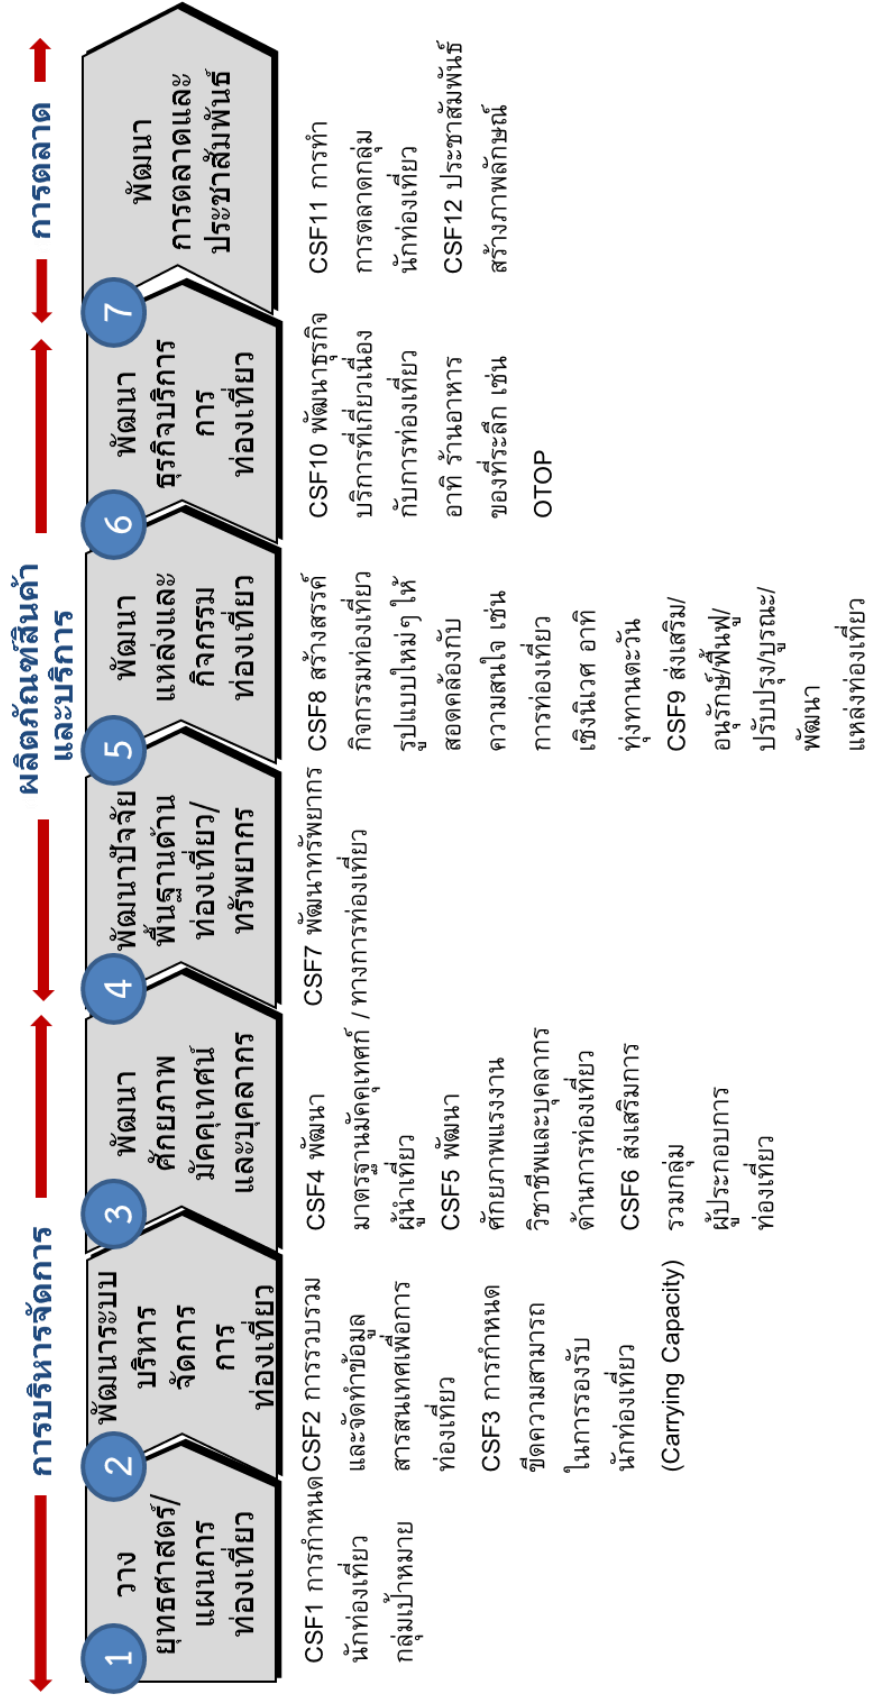 การบริหารจัดการ
ผลิตภัณฑ์สินค้า
และบริการ
การตลาด
1
วาง
ยุทธศาสตร์/
แผนการ
ท่องเที่ยว
2
พัฒนาระบบ
บริหาร
จัดการ
การ
ท่องเที่ยว
3
พัฒนา
ศักยภาพ
มัคคุเทศน์
และบุคลากร
4
พัฒนาปัจจัย
พื้นฐานด้าน
ท่องเที่ยว/
ทรัพยากร
5
พัฒนา
แหล่งและ
กิจกรรม
ท่องเที่ยว
6
พัฒนา
ธุรกิจบริการ
การ
ท่องเที่ยว
7
พัฒนา
การตลาดและ
ประชาสัมพันธ์
CSF1 การกำหนด
นักท่องเที่ยว
กลุ่มเป้าหมาย
CSF2 การรวบรวม
และจัดทำข้อมูล
สารสนเทศเพื่อการ
ท่องเที่ยว
CSF3 การกำหนด
ขีดความสามารถ
ในการรองรับ
นักท่องเที่ยว
(Carrying Capacity)
CSF4 พัฒนา
มาตรฐานมัคคุเทศก์ /
ผู้นำเที่ยว
CSF5 พัฒนา
ศักยภาพแรงงาน
วิชาชีพและบุคลากร
ด้านการท่องเที่ยว
CSF6 ส่งเสริมการ
รวมกลุ่ม
ผู้ประกอบการ
ท่องเที่ยว
CSF7 พัฒนาทรัพยากร
ทางการท่องเที่ยว
CSF8 สร้างสรรค์
กิจกรรมท่องเที่ยว
รูปแบบใหม่ๆ ให้
สอดคล้องกับ
ความสนใจ เช่น
การท่องเที่ยว
เชิงนิเวศ อาทิ
ทุ่งทานตะวัน
CSF9 ส่งเสริม/
อนุรักษ์/ฟื้นฟู/
ปรับปรุง/บูรณะ/
พัฒนา
แหล่งท่องเที่ยว
CSF10 พัฒนาธุรกิจ
บริการที่เกี่ยวเนื่อง
กับการท่องเที่ยว
อาทิ ร้านอาหาร
ของที่ระลึก เช่น
OTOP
CSF11 การทำ
การตลาดกลุ่ม
นักท่องเที่ยว
CSF12 ประชาสัมพันธ์
สร้างภาพลักษณ์